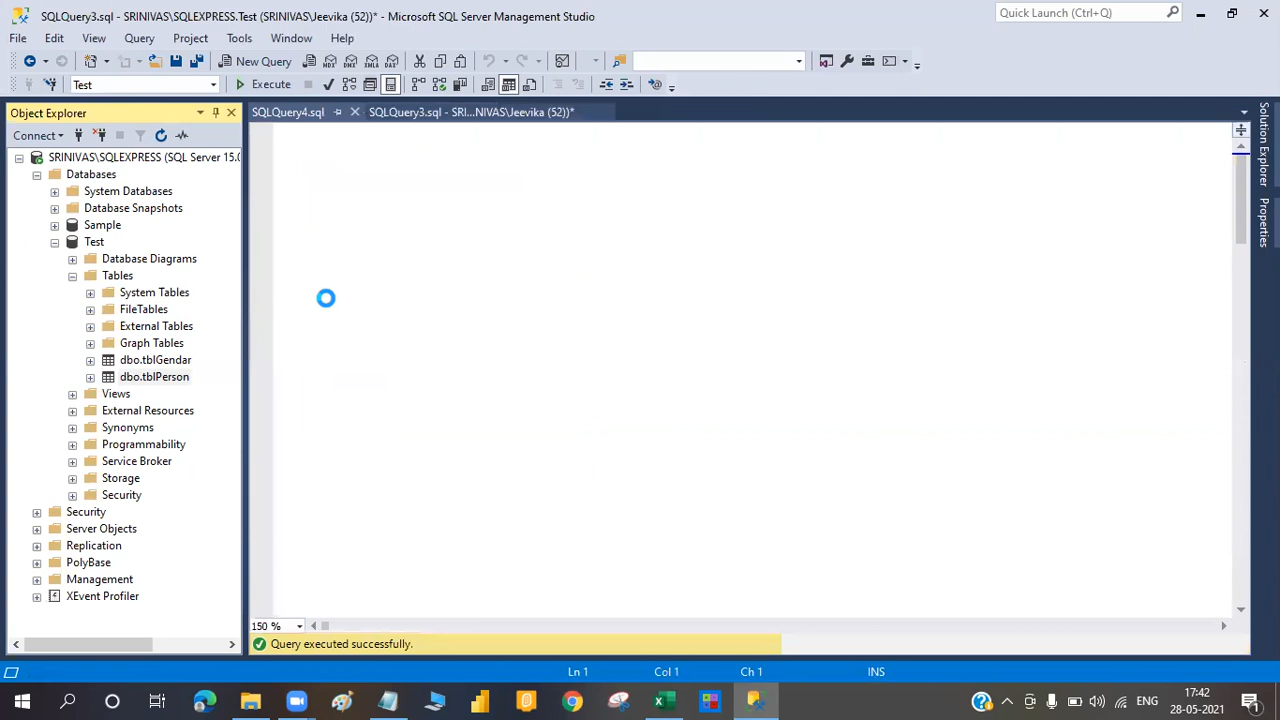 SQLQuery3.sql - SRINIVAS\SQLEXPRESS.Test (SRINIVAS\Jeevika (52))* - Microsoft SQL Server Management Studio
Quick Launch (Ctrl+Q)
File Edit View Query Project Tools Window Help
New Query
MDX DMX XMLA DAX
Test
Execute
Object Explorer
SQLQuery4.sql
SQLQuery3.sql - SRI...NIVAS\Jeevika (52))*
Connect
SRINIVAS\SQLEXPRESS (SQL Server 15.0
Databases
System Databases
Database Snapshots
Sample
Test
Database Diagrams
Tables
System Tables
FileTables
External Tables
Graph Tables
dbo.tblGendar
dbo.tblPerson
Views
External Resources
Synonyms
Programmability
Service Broker
Storage
Security
Security
Server Objects
Replication
PolyBase
Management
XEvent Profiler
Solution Explorer
Properties
150 %
Query executed successfully.
Ln 1 Col 1 Ch 1 INS
ENG
17:42
28-05-2021
1